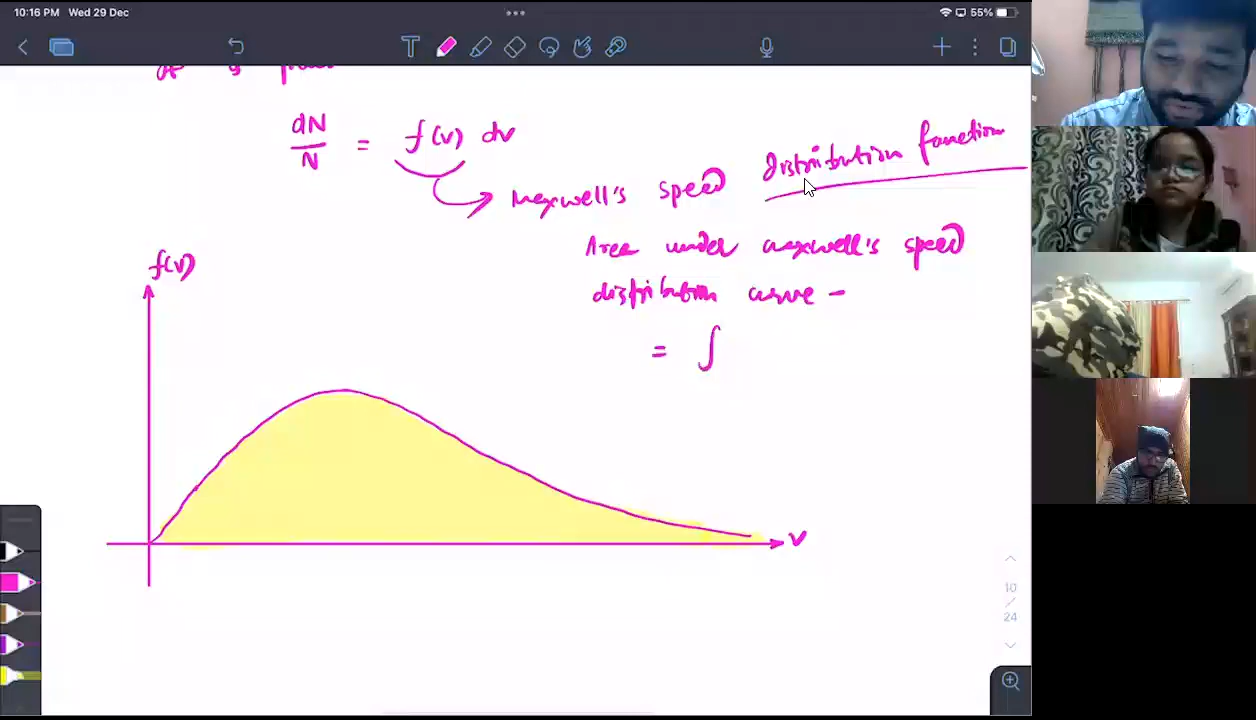 10:16 PM Wed 29 Dec
55%
dN/N = f(v) dv
Maxwell's speed Distribution function
Area under maxwell's speed
distribution curve -
= ∫
f(v)
v
10
/
24